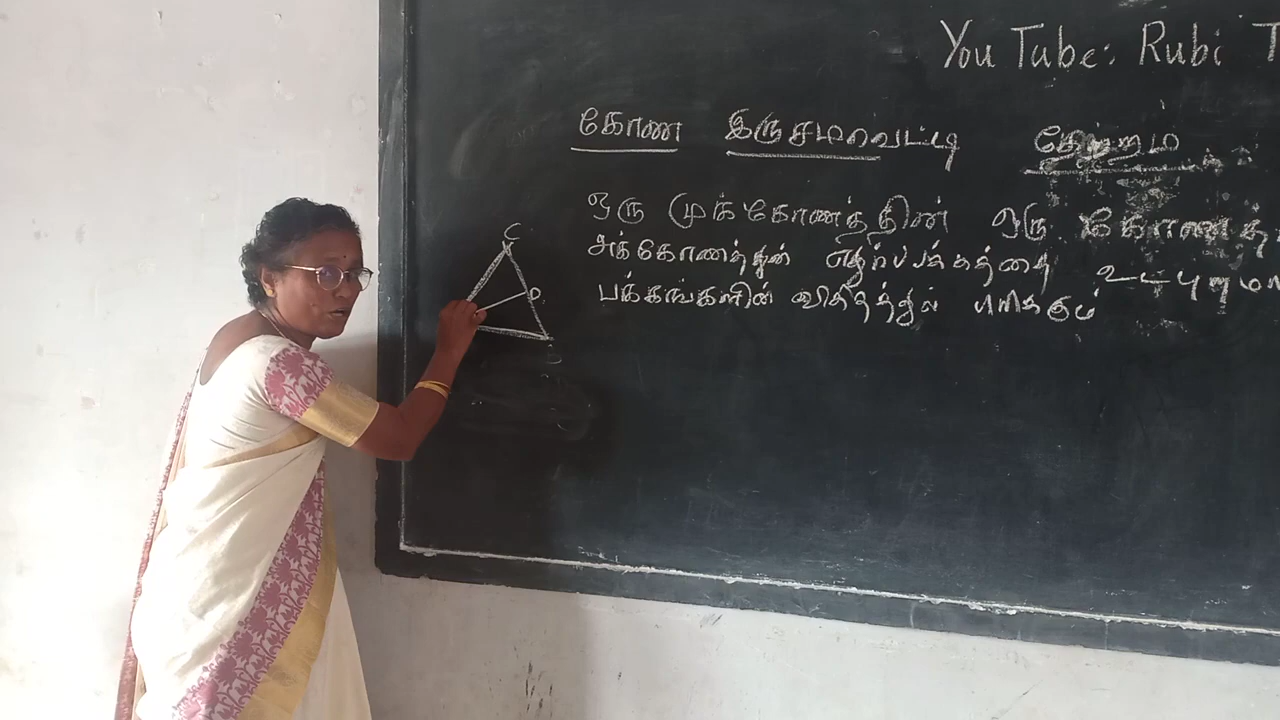 You Tube: Rubi T
கோண இருசமவெட்டி தேற்றம்
ஒரு முக்கோணத்தின் ஒரு கோணத்
அக்கோணத்தின் எதிர்ப்பக்கத்தை உட்புறமா
பக்கங்களின் விகிதத்தில் பிரிக்கும்
C
D
B